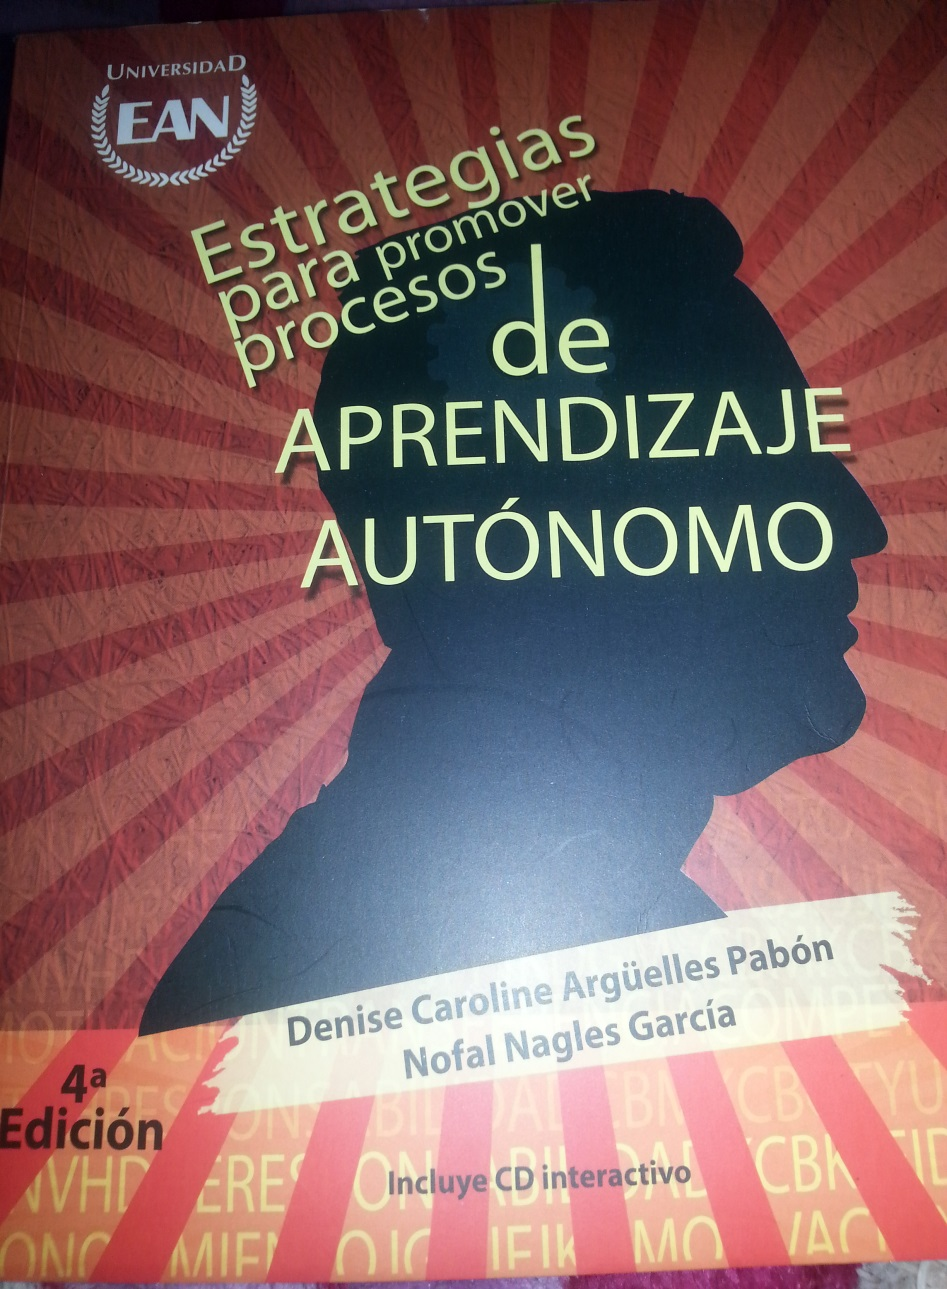 UNIVERSIDAD
EAN
Estrategias
para promover
procesos
de
APRENDIZAJE
AUTÓNOMO
Denise Caroline Argüelles Pabón
Nofal Nagles García
4ª
Edición
Incluye CD interactivo